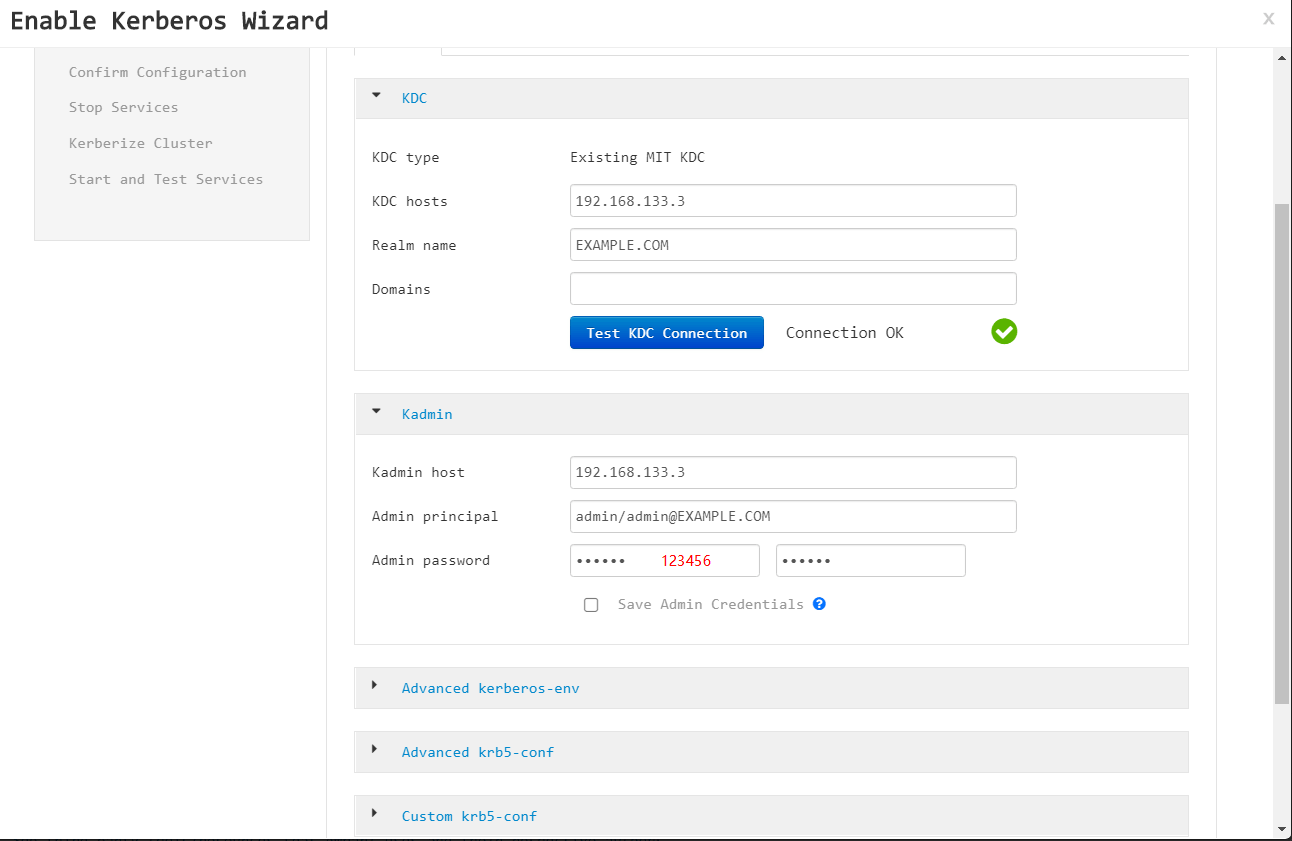 Enable Kerberos Wizard
x
Confirm Configuration
Stop Services
Kerberize Cluster
Start and Test Services
KDC
KDC type Existing MIT KDC
KDC hosts 192.168.133.3
Realm name EXAMPLE.COM
Domains
Test KDC Connection Connection OK
Kadmin
Kadmin host 192.168.133.3
Admin principal admin/admin@EXAMPLE.COM
Admin password •••••• 123456 ••••••
Save Admin Credentials ?
Advanced kerberos-env
Advanced krb5-conf
Custom krb5-conf